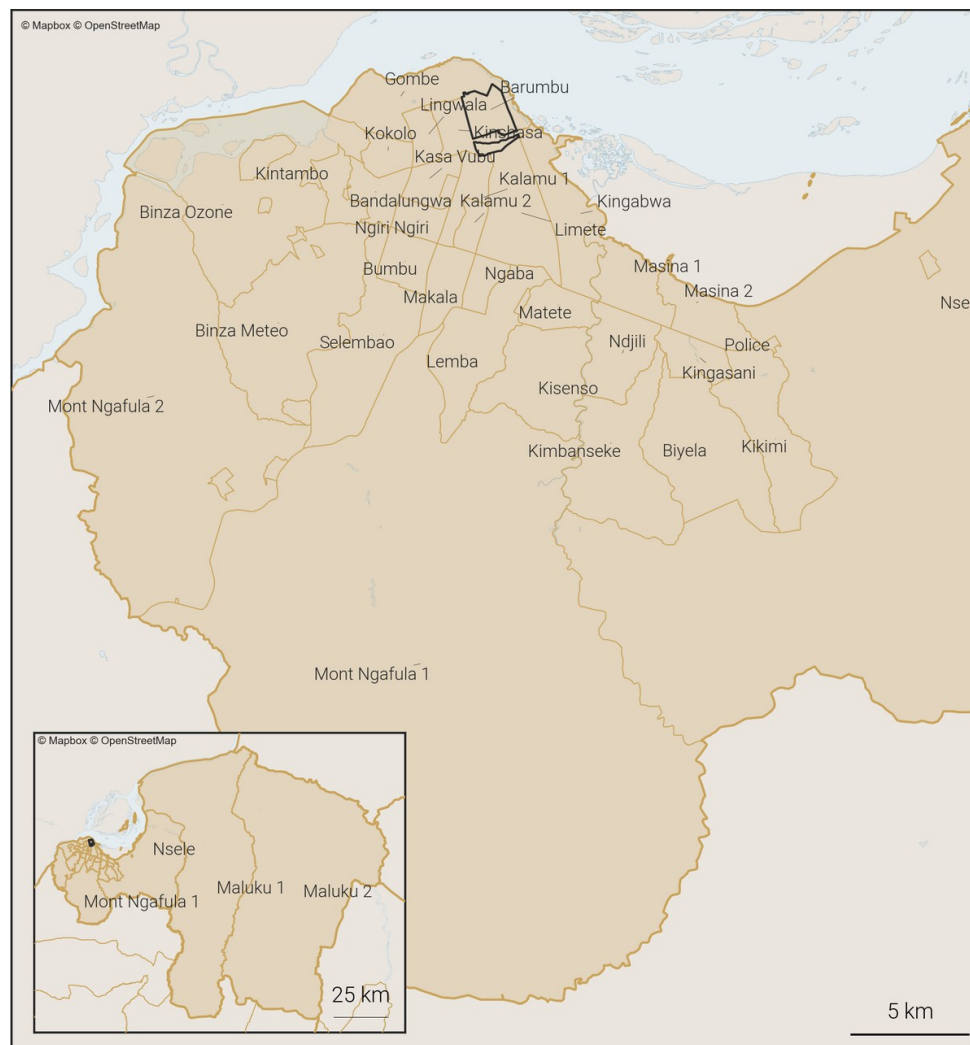 © Mapbox © OpenStreetMap
Gombe
Barumbu
Lingwala
Kokolo
Kinshasa
Kasa Vubu
Kintambo
Kalamu 1
Bandalungwa
Kalamu 2
Kingabwa
Binza Ozone
Ngiri Ngiri
Limete
Bumbu
Ngaba
Masina 1
Makala
Masina 2
Nse
Matete
Binza Meteo
Selembao
Ndjili
Police
Lemba
Kingasani
Kisenso
Mont Ngafula 2
Kimbanseke
Biyela
Kikimi
Mont Ngafula 1
© Mapbox © OpenStreetMap
Nsele
Maluku 1
Maluku 2
Mont Ngafula 1
25 km
5 km